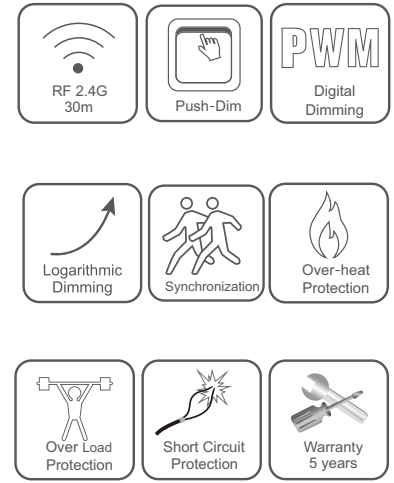 RF 2.4G
30m
Push-Dim
PWM
Digital
Dimming
Logarithmic
Dimming
Synchronization
Over-heat
Protection
Over Load
Protection
Short Circuit
Protection
Warranty
5 years